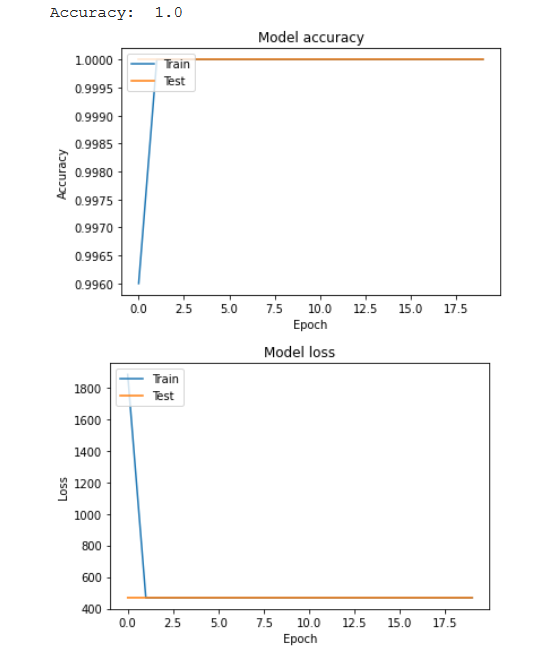 Accuracy:  1.0
Model accuracy
1.0000
0.9995
0.9990
0.9985
0.9980
0.9975
0.9970
0.9965
0.9960
Accuracy
Train
Test
0.0 2.5 5.0 7.5 10.0 12.5 15.0 17.5
Epoch
Model loss
1800
1600
1400
1200
1000
800
600
400
Loss
Train
Test
0.0 2.5 5.0 7.5 10.0 12.5 15.0 17.5
Epoch